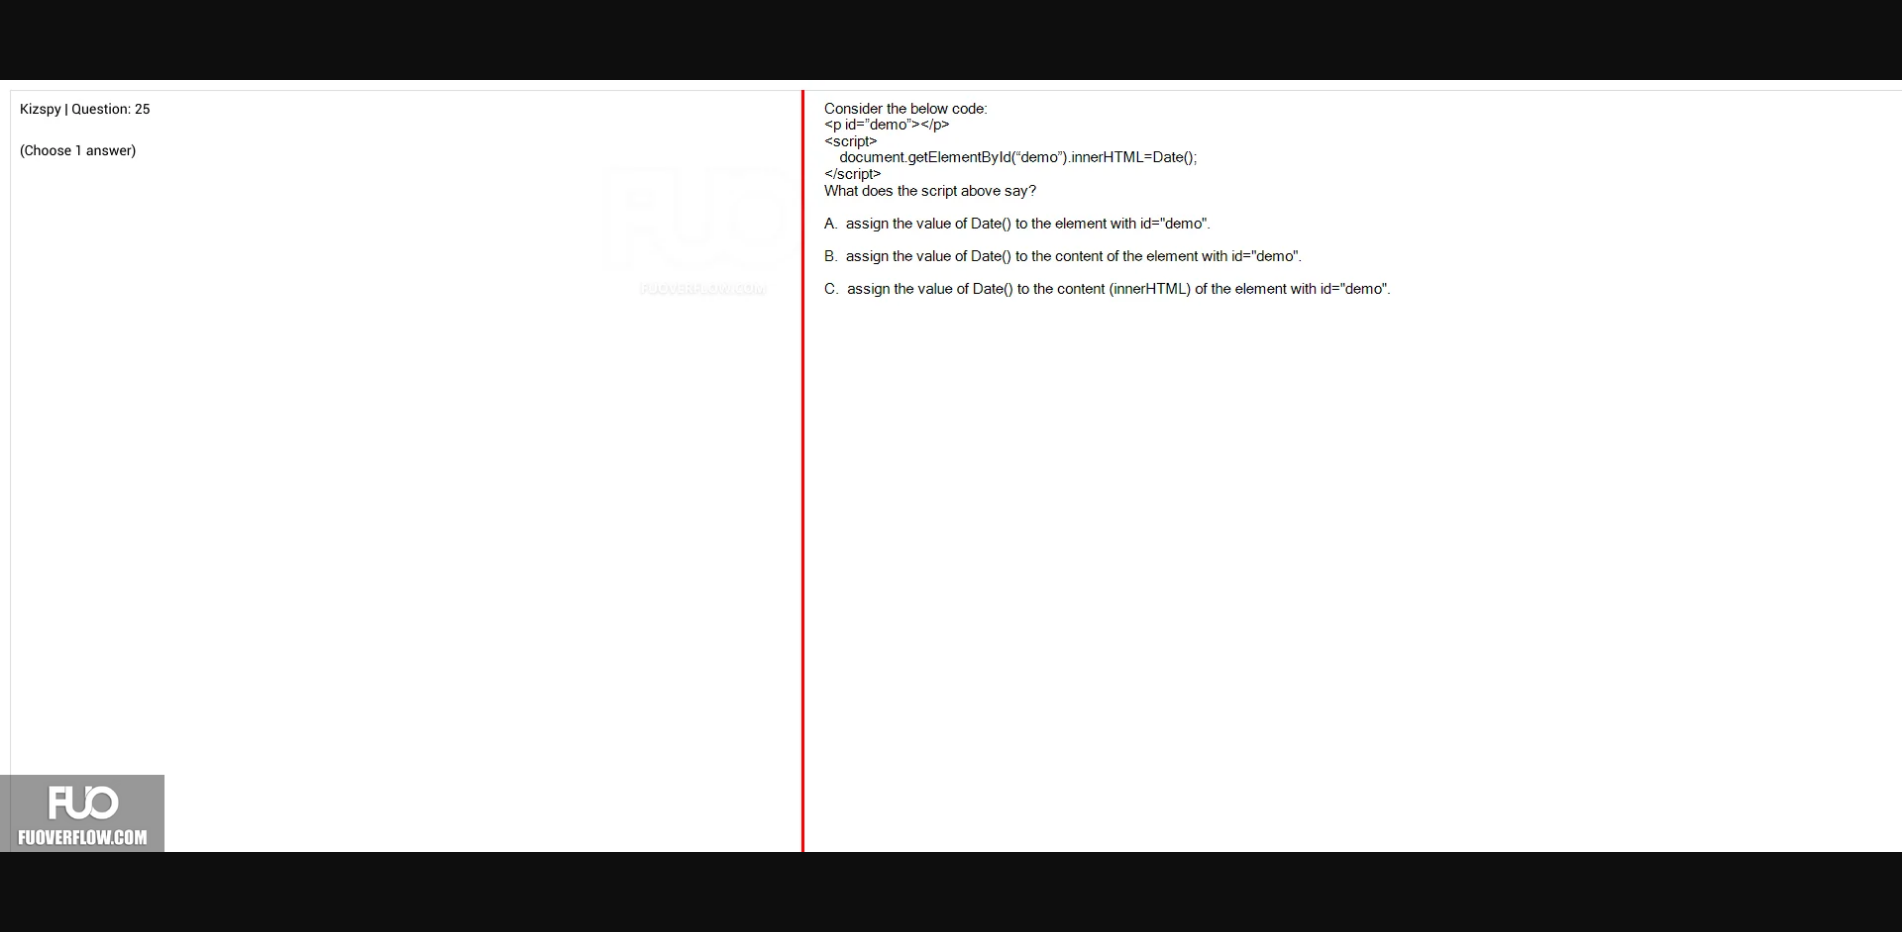 Kizspy | Question: 25
(Choose 1 answer)
Consider the below code:
<p id=”demo”></p>
<script>
document.getElementById(“demo”).innerHTML=Date();
</script>
What does the script above say?
A. assign the value of Date() to the element with id="demo".
B. assign the value of Date() to the content of the element with id="demo".
C. assign the value of Date() to the content (innerHTML) of the element with id="demo".
FUO
FUOVERFLOW.COM
FUO
FUOVERFLOW.COM